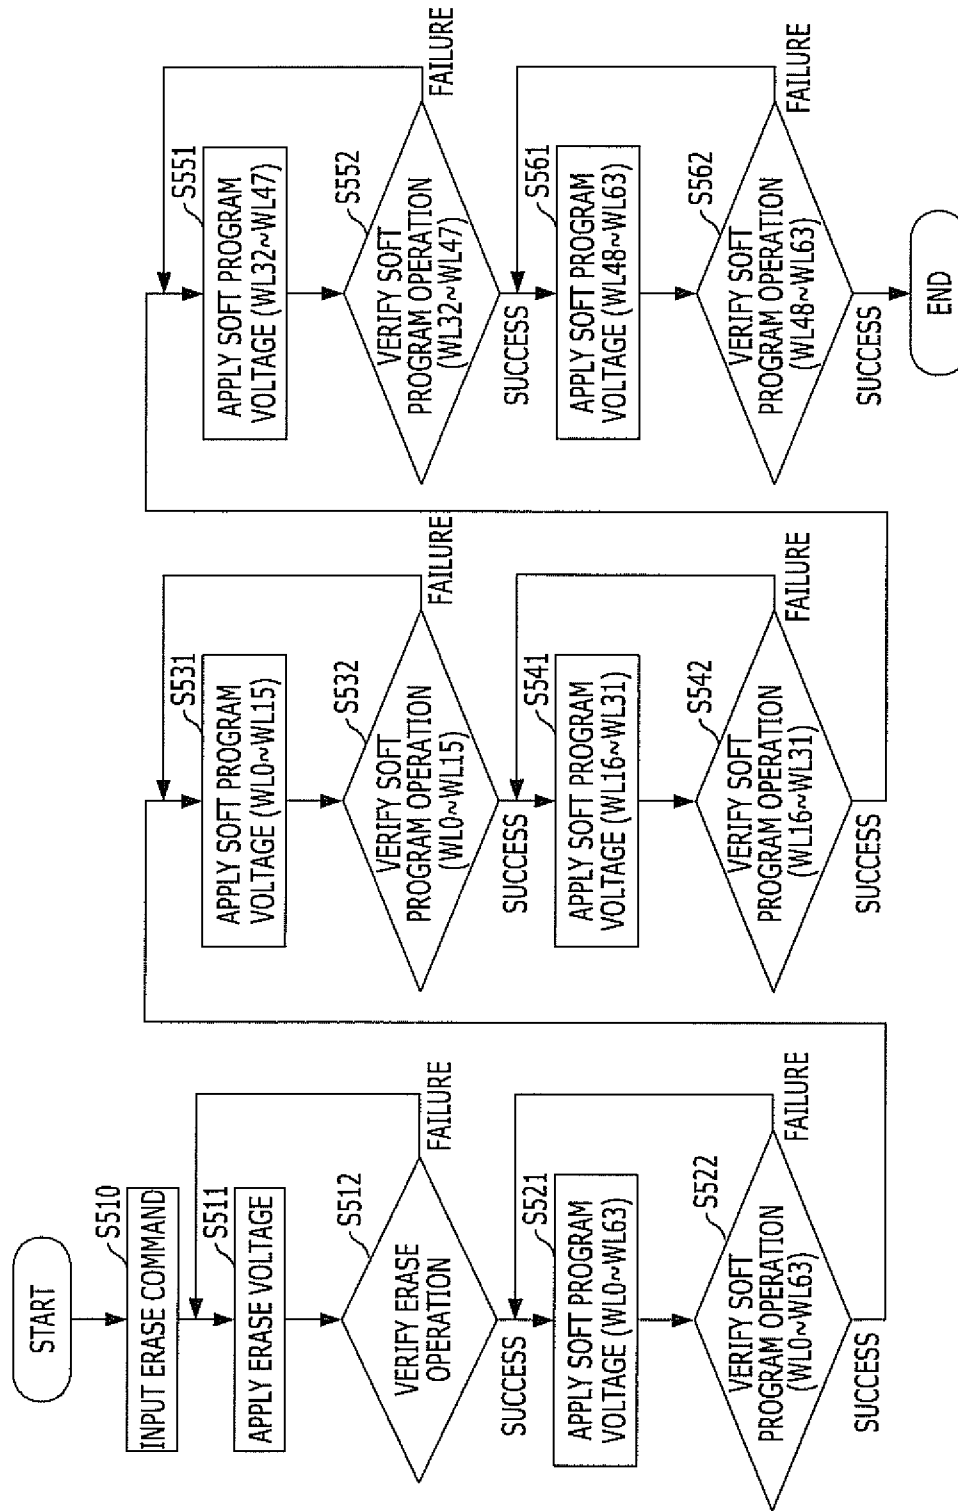 START
S510
INPUT ERASE COMMAND
S511
APPLY ERASE VOLTAGE
S512
VERIFY ERASE
OPERATION
FAILURE
SUCCESS
S521
APPLY SOFT PROGRAM
VOLTAGE (WL0~WL63)
S522
VERIFY SOFT
PROGRAM OPERATION
(WL0~WL63)
FAILURE
SUCCESS
S531
APPLY SOFT PROGRAM
VOLTAGE (WL0~WL15)
S532
VERIFY SOFT
PROGRAM OPERATION
(WL0~WL15)
FAILURE
SUCCESS
S541
APPLY SOFT PROGRAM
VOLTAGE (WL16~WL31)
S542
VERIFY SOFT
PROGRAM OPERATION
(WL16~WL31)
FAILURE
SUCCESS
S551
APPLY SOFT PROGRAM
VOLTAGE (WL32~WL47)
S552
VERIFY SOFT
PROGRAM OPERATION
(WL32~WL47)
FAILURE
SUCCESS
S561
APPLY SOFT PROGRAM
VOLTAGE (WL48~WL63)
S562
VERIFY SOFT
PROGRAM OPERATION
(WL48~WL63)
FAILURE
SUCCESS
END